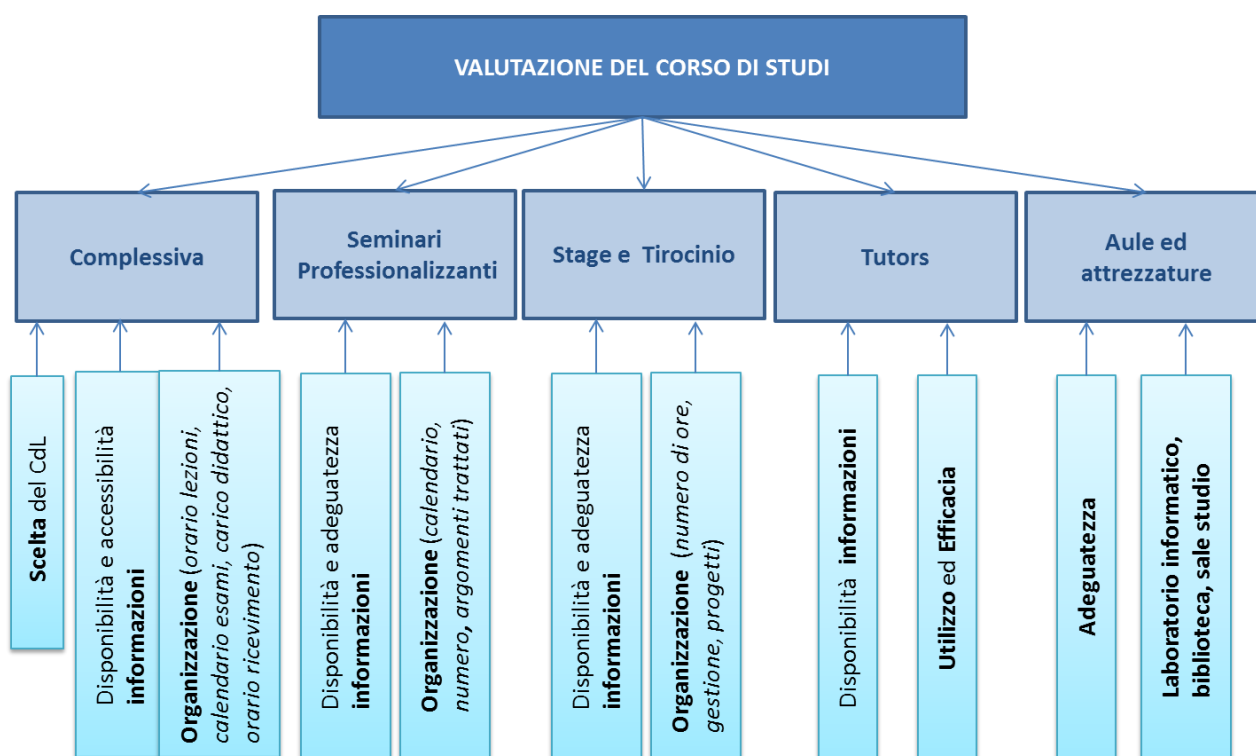 VALUTAZIONE DEL CORSO DI STUDI
Complessiva
Seminari
Professionalizzanti
Stage e Tirocinio
Tutors
Aule ed
attrezzature
Scelta del CdL
Disponibilità e accessibilità
informazioni
Organizzazione (orario lezioni,
calendario esami, carico didattico,
orario ricevimento)
Disponibilità e adeguatezza
informazioni
Organizzazione (calendario,
numero, argomenti trattati)
Disponibilità e adeguatezza
informazioni
Organizzazione (numero di ore,
gestione, progetti)
Disponibilità informazioni
Utilizzo ed Efficacia
Adeguatezza
Laboratorio informatico,
biblioteca, sale studio